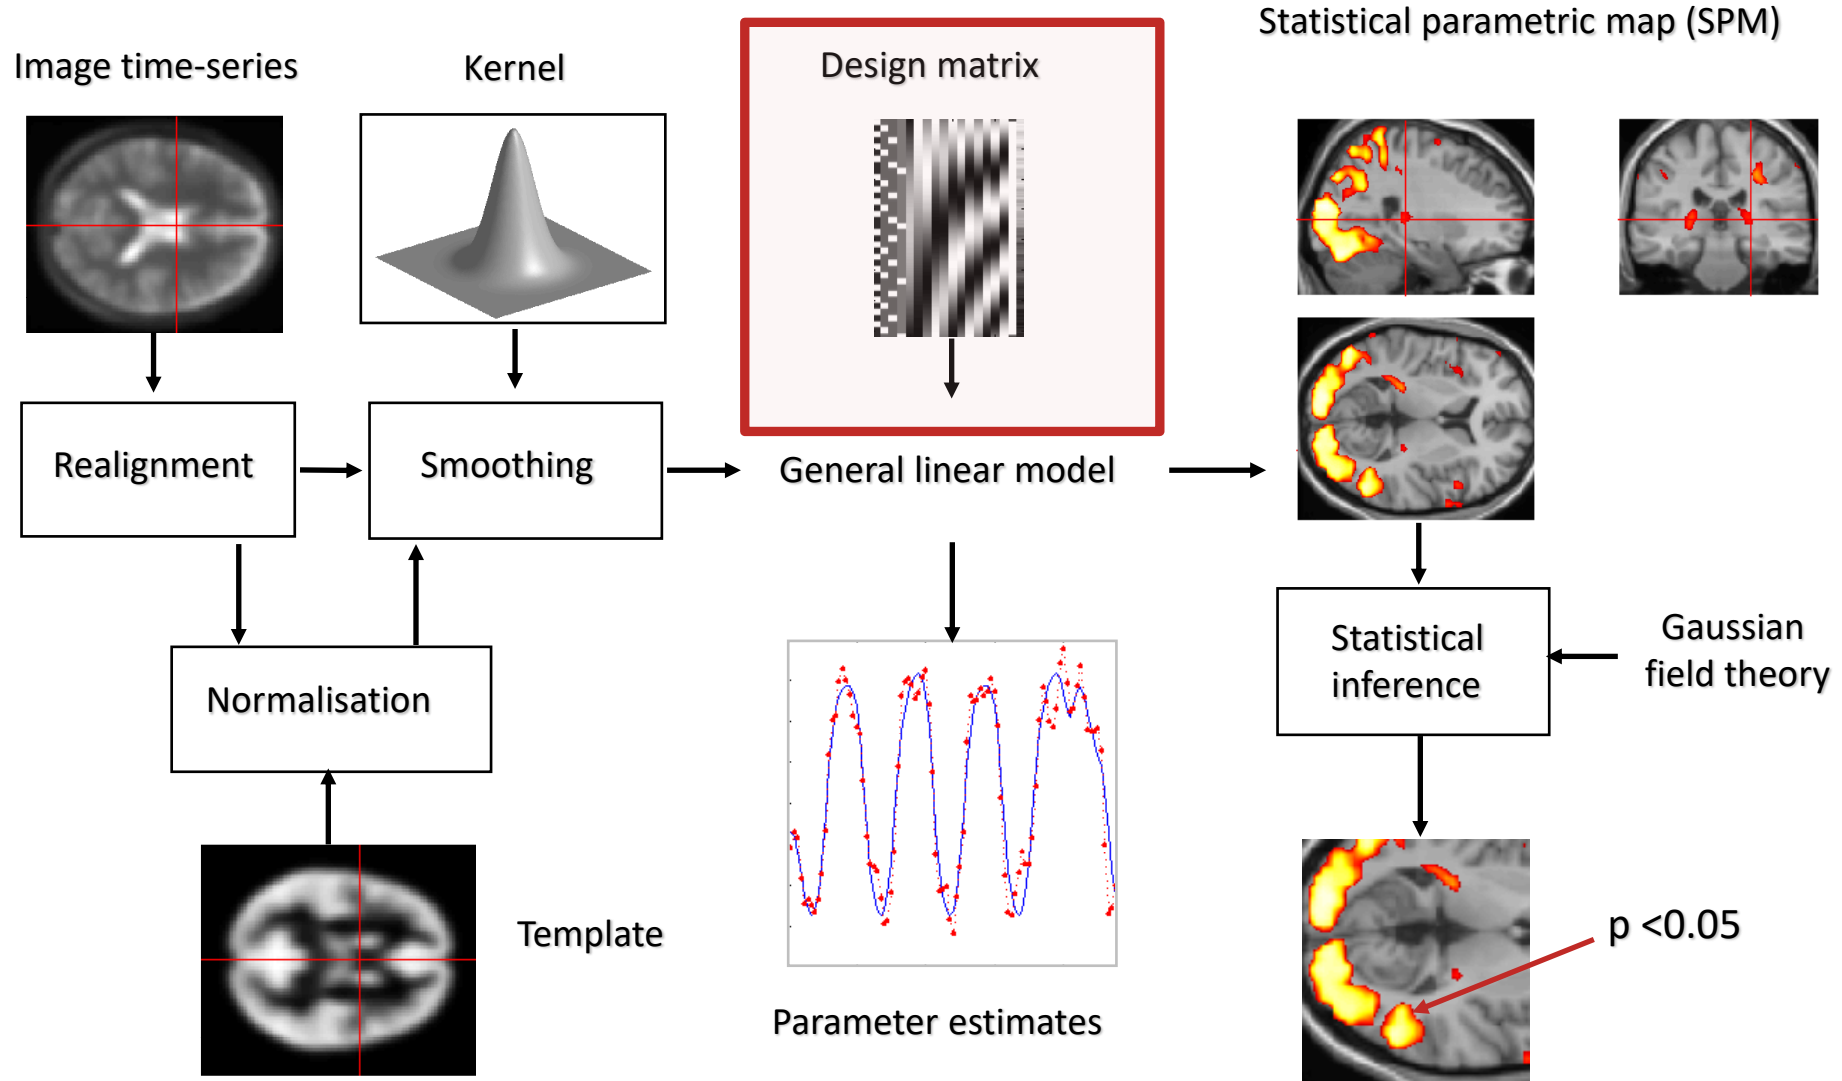 Statistical parametric map (SPM)
Image time-series
Kernel
Design matrix
Realignment
Smoothing
General linear model
Statistical
inference
Gaussian
field theory
Normalisation
Template
p <0.05
Parameter estimates